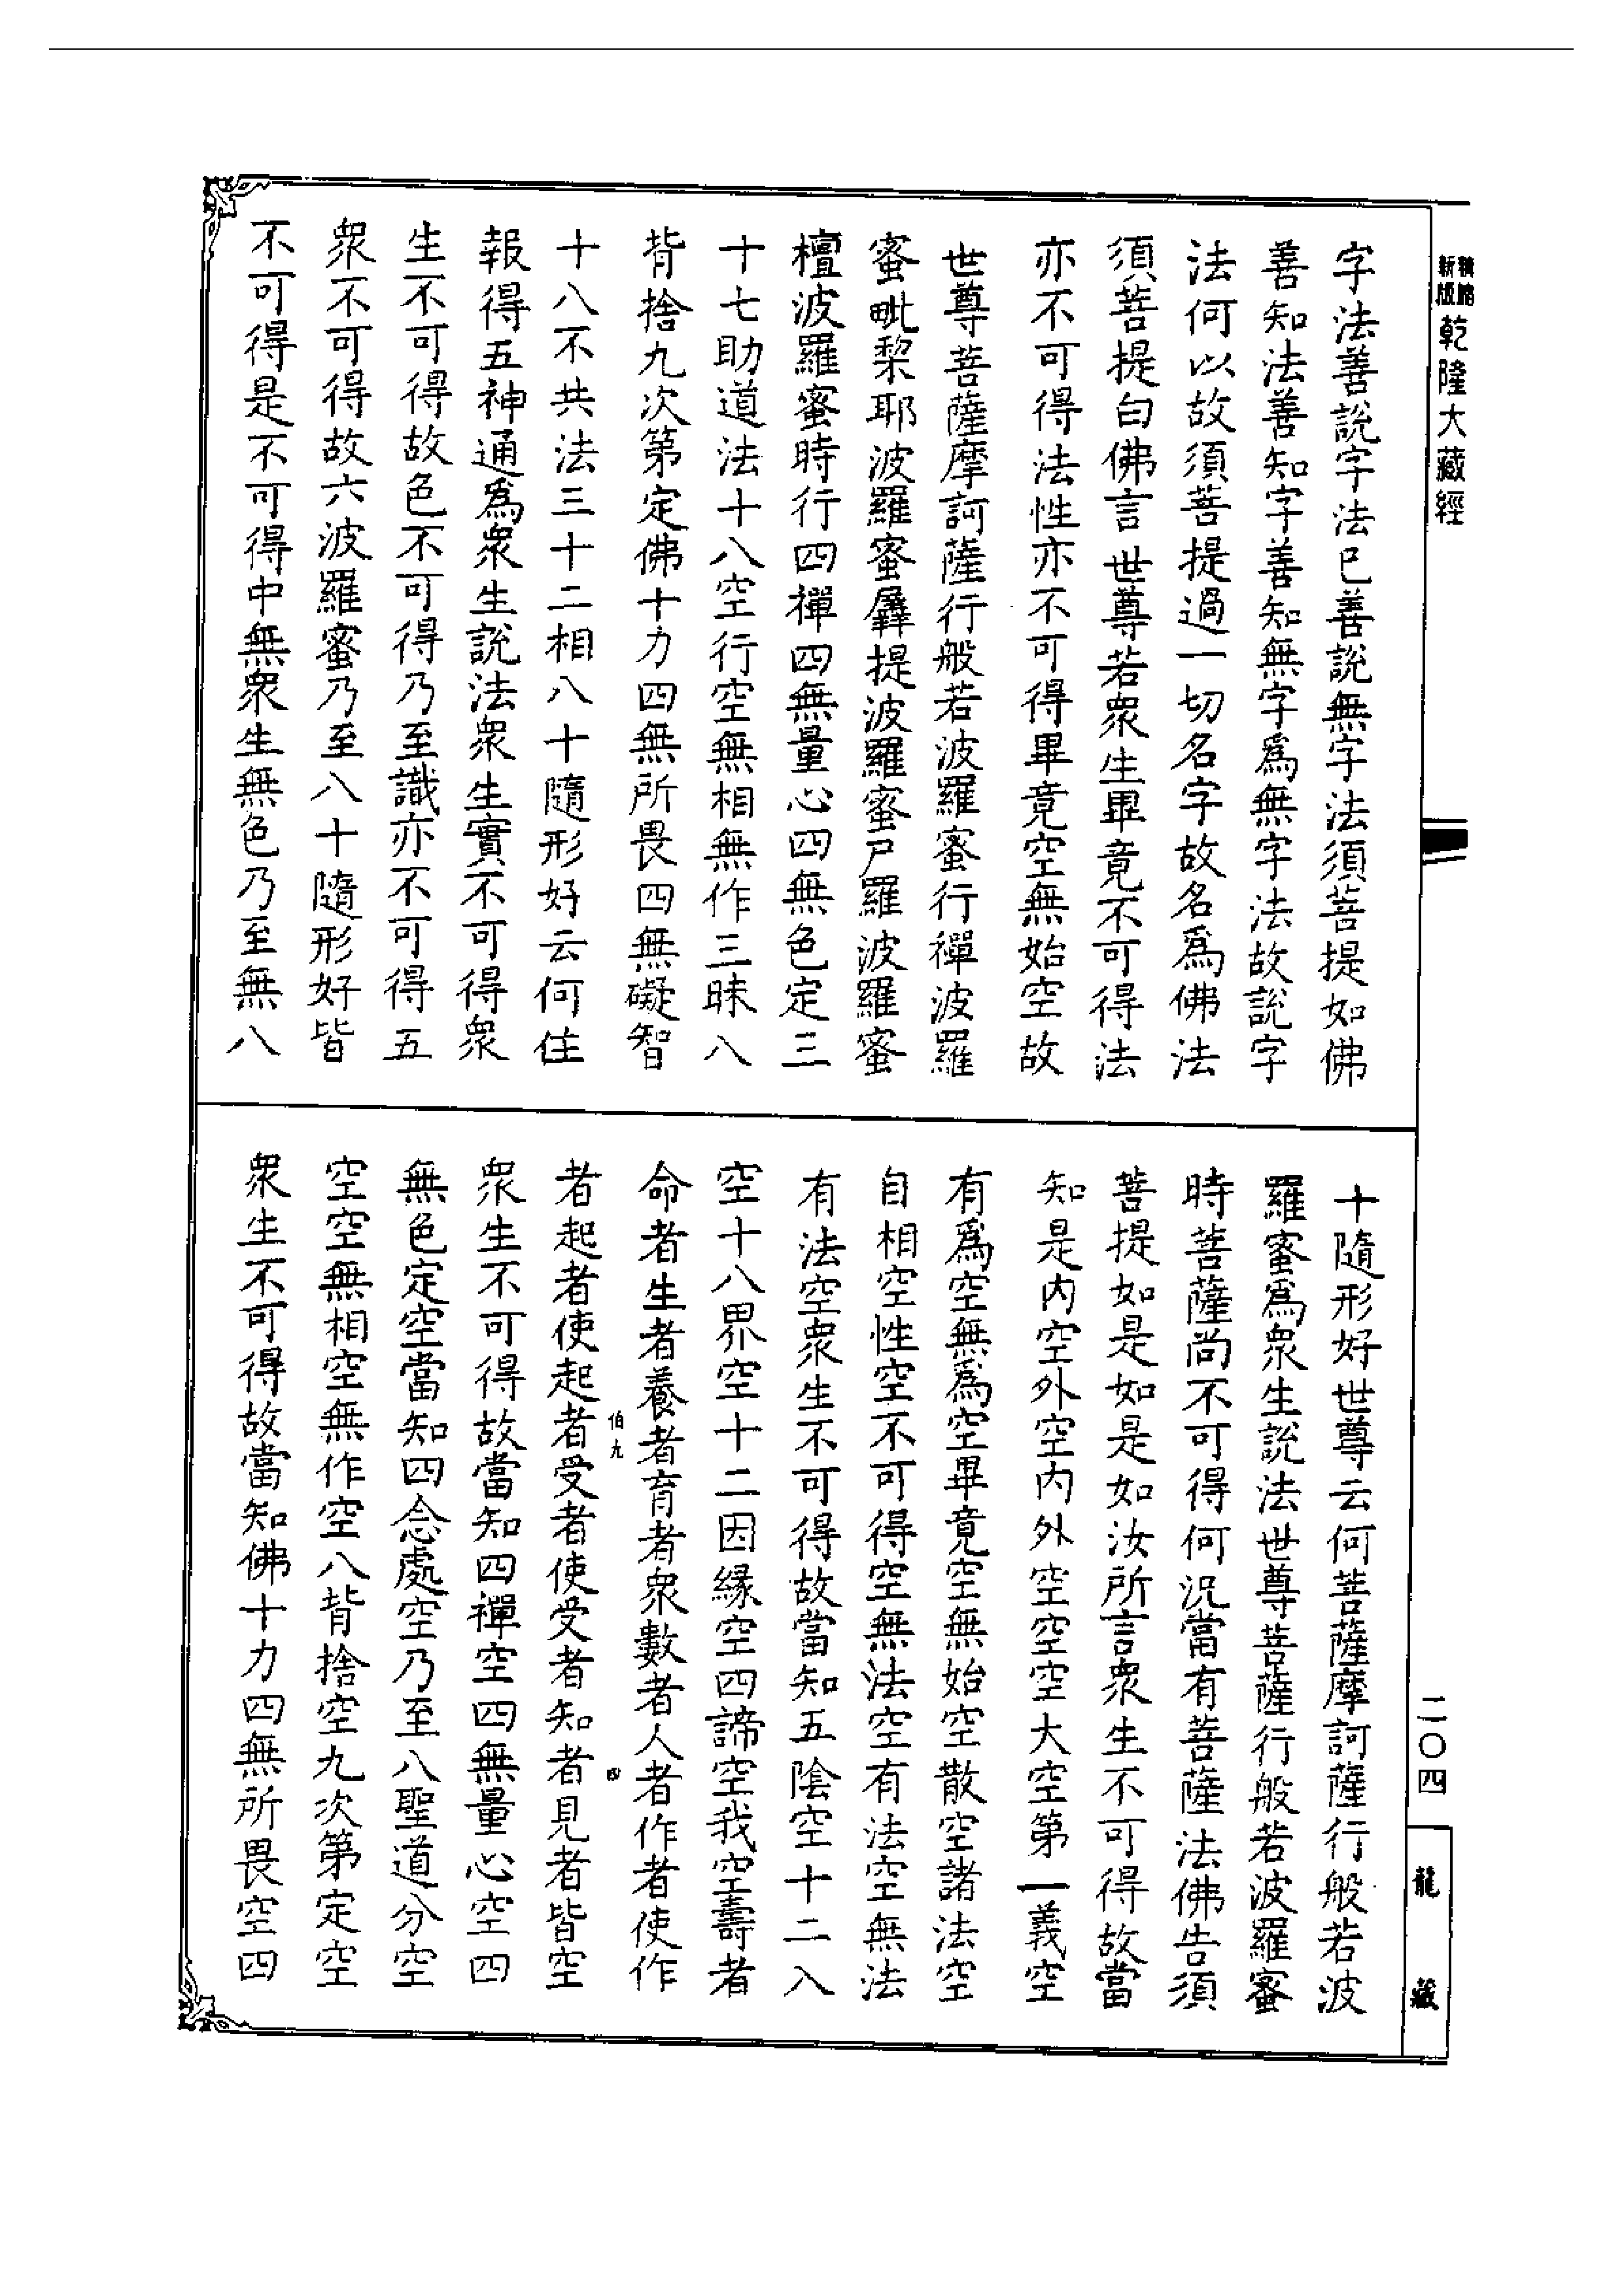 新版
精縮
乾隆大藏經
字法善說字法已善說無字法須菩提如佛
善知法善知字善知無字為無字法故說字
法何以故須菩提過一切名字故名為佛法
須菩提白佛言世尊若眾生畢竟不可得法
亦不可得法性亦不可得畢竟空無始空故
世尊菩薩摩訶薩行般若波羅蜜行禪波羅
蜜毗梨耶波羅蜜羼提波羅蜜尸羅波羅蜜
檀波羅蜜時行四禪四無量心四無色定三
十七助道法十八空行空無相無作三昧八
背捨九次第定佛十力四無所畏四無礙智
十八不共法三十二相八十隨形好云何住
報得五神通為眾生說法眾生實不可得眾
生不可得故色不可得乃至識亦不可得五
眾不可得故六波羅蜜乃至八十隨形好皆
不可得是不可得中無眾生無色乃至無八
十隨形好世尊云何菩薩摩訶薩行般若波
羅蜜為眾生說法世尊菩薩行般若波羅蜜
時菩薩尚不可得何況當有菩薩法佛告須
菩提如是如是如汝所言眾生不可得故當
知是內空外空內外空空空大空第一義空
有為空無為空畢竟空無始空散空諸法空
自相空性空不可得空無法空有法空無法
有法空眾生不可得故當知五陰空十二入
空十八界空十二因緣空四諦空我空壽者
命者生者養者育者眾數者人者作者使作
伯九
四
者起者使起者受者使受者知者見者皆空
眾生不可得故當知四禪空四無量心空四
無色定空當知四念處空乃至八聖道分空
空空無相空無作空八背捨空九次第定空
眾生不可得故當知佛十力四無所畏空四
二〇四
龍藏